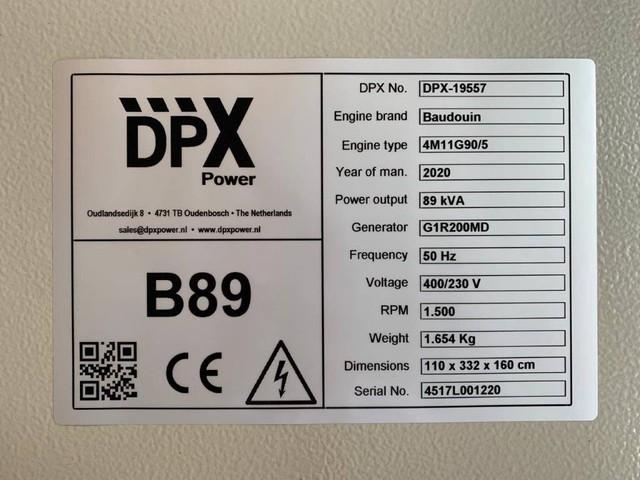 DPX
Power
Oudlandsedijk 8 • 4731 TB Oudenbosch • The Netherlands
sales@dpxpower.nl • www.dpxpower.nl
B89
CE
DPX No. DPX-19557
Engine brand Baudouin
Engine type 4M11G90/5
Year of man. 2020
Power output 89 kVA
Generator G1R200MD
Frequency 50 Hz
Voltage 400/230 V
RPM 1.500
Weight 1.654 Kg
Dimensions 110 x 332 x 160 cm
Serial No. 4517L001220